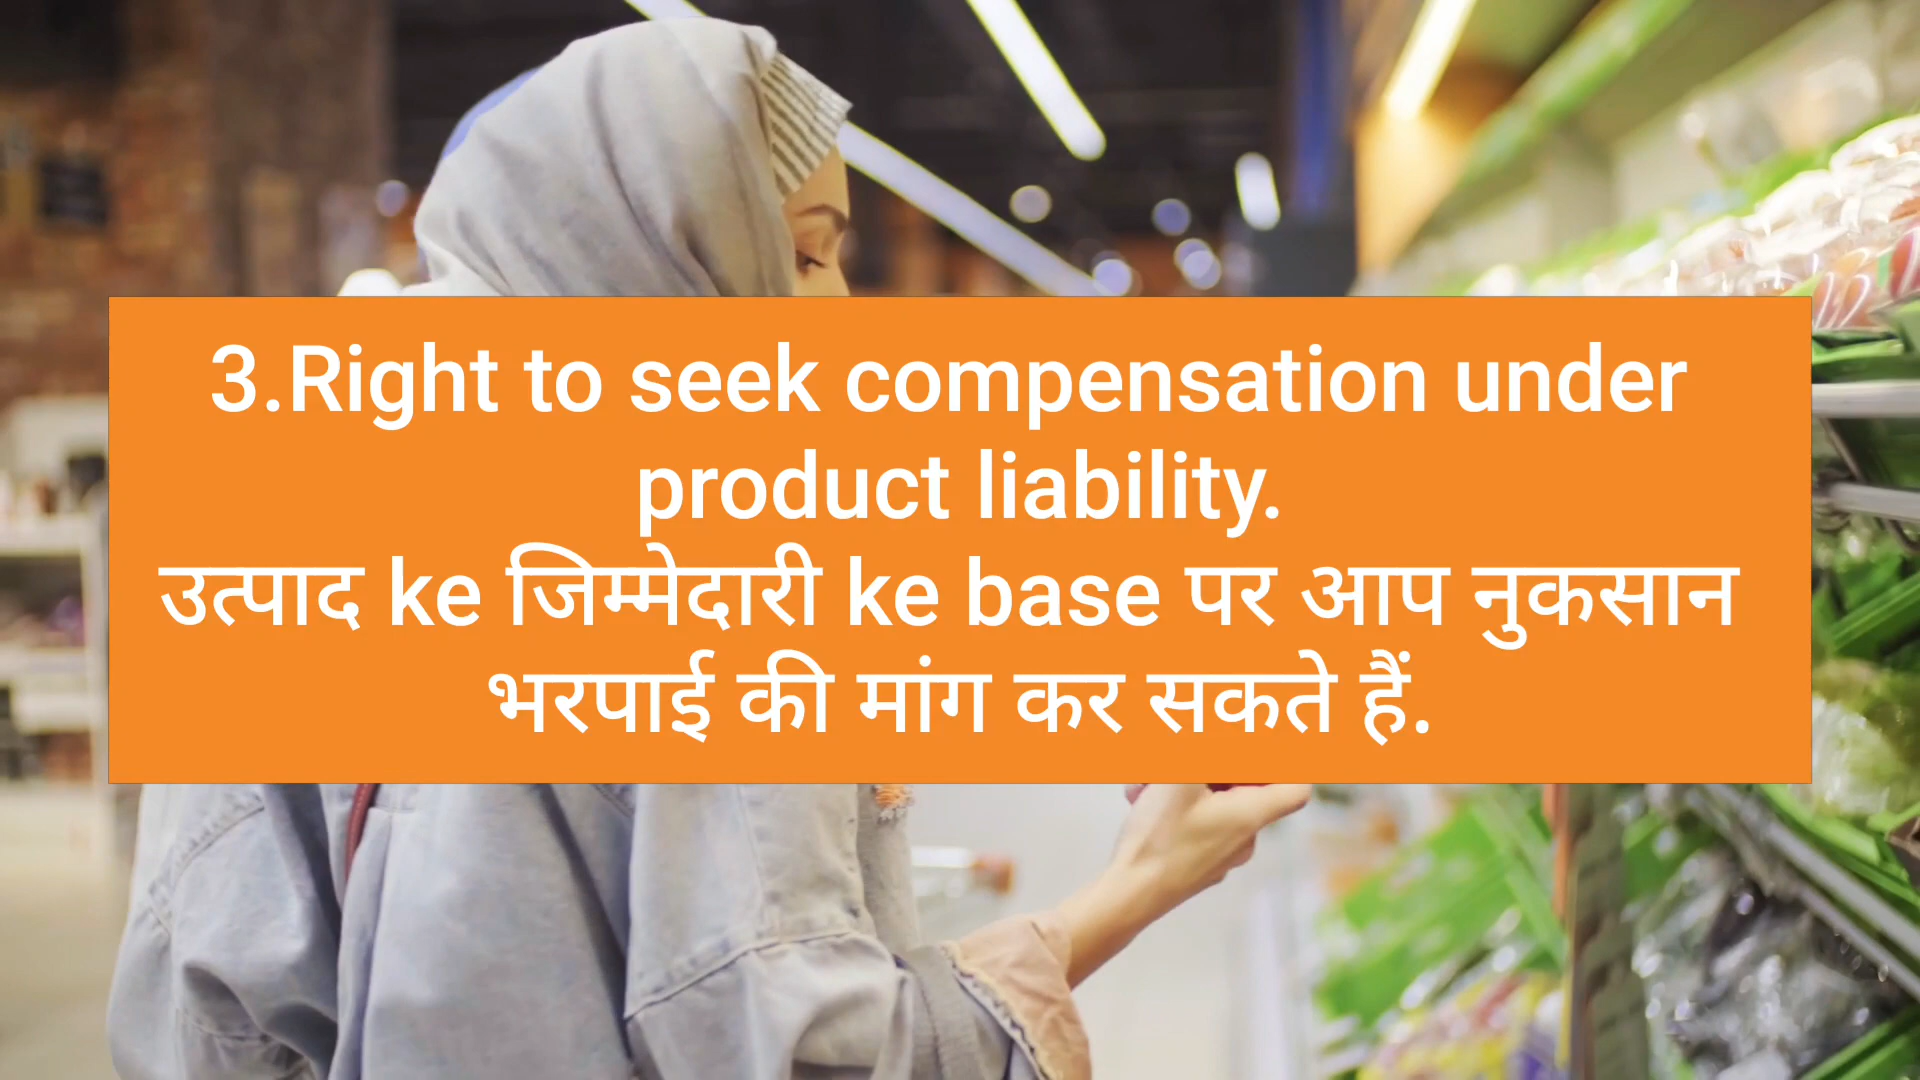 3.Right to seek compensation under
product liability.
उत्पाद ke जिम्मेदारी ke base पर आप नुकसान
भरपाई की मांग कर सकते हैं.